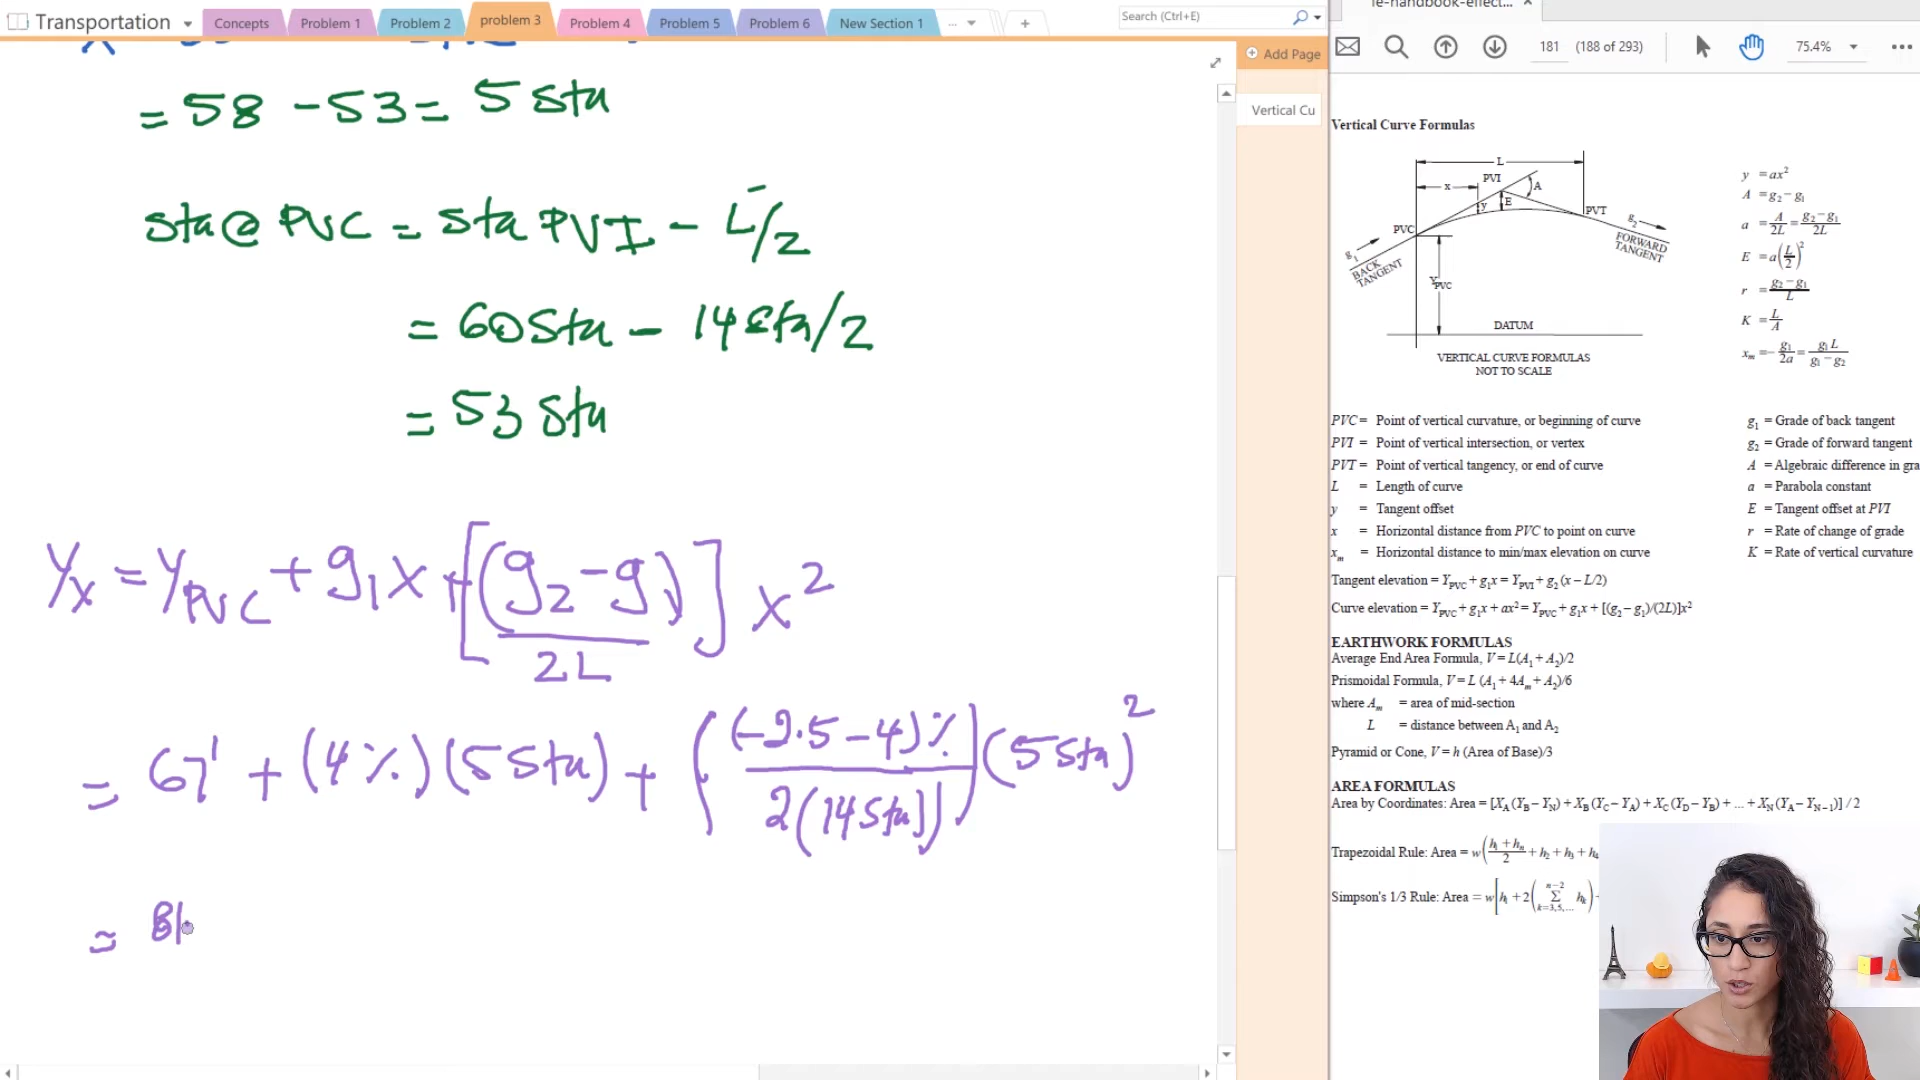 Transportation
Concepts
Problem 1
Problem 2
problem 3
Problem 4
Problem 5
Problem 6
New Section 1
...
+
Search (Ctrl+E)
Add Page
Vertical Cu
= 58 - 53 = 5 sta
sta @ PVC = sta PVI - L/2
= 60 Sta - 14 sta/2
= 53 Sta
Yx = YPVC + g₁x + [(g₂ - g₁)/2L] x²
= 67' + (4%)(5 Sta) + ((-2.5 - 4)%/2(14 Sta)) (5 Sta)²
fe-handbook-effect...
181 (188 of 293)
75.4%
Vertical Curve Formulas
L
PVI
A
x
y
E
PVC
PVT
g₁
BACK
TANGENT
g₂
FORWARD
TANGENT
YPVC
DATUM
VERTICAL CURVE FORMULAS
NOT TO SCALE
y = ax²
A = g₂ – g₁
a = A/2L = (g₂ – g₁)/2L
E = a(L/2)²
r = (g₂ – g₁)/L
K = L/A
xm = – g₁/2a = g₁L/(g₁ – g₂)
PVC = Point of vertical curvature, or beginning of curve
PVI = Point of vertical intersection, or vertex
PVT = Point of vertical tangency, or end of curve
L = Length of curve
y = Tangent offset
x = Horizontal distance from PVC to point on curve
xm = Horizontal distance to min/max elevation on curve
g₁ = Grade of back tangent
g₂ = Grade of forward tangent
A = Algebraic difference in gra
a = Parabola constant
E = Tangent offset at PVI
r = Rate of change of grade
K = Rate of vertical curvature
Tangent elevation = YPVC + g₁x = YPVI + g₂ (x – L/2)
Curve elevation = YPVC + g₁x + ax² = YPVC + g₁x + [(g₂ – g₁)/(2L)]x²
EARTHWORK FORMULAS
Average End Area Formula, V = L(A₁ + A₂)/2
Prismoidal Formula, V = L (A₁ + 4Am + A₂)/6
where Am = area of mid-section
L = distance between A₁ and A₂
Pyramid or Cone, V = h (Area of Base)/3
AREA FORMULAS
Area by Coordinates: Area = [XA (YB – YN) + XB (YC – YA) + XC (YD – YB) + ... + XN (YA – YN–1)] / 2
Trapezoidal Rule: Area = w((h₁ + hn)/2 + h₂ + h₃ + h₄
Simpson's 1/3 Rule: Area = w[h₁ + 2(n–2 Σ k=3,5,... hk)